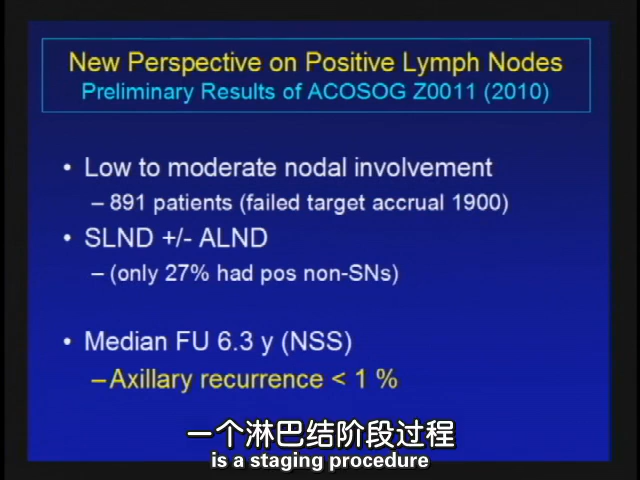 New Perspective on Positive Lymph Nodes
Preliminary Results of ACOSOG Z0011 (2010)
• Low to moderate nodal involvement
– 891 patients (failed target accrual 1900)
• SLND +/- ALND
– (only 27% had pos non-SNs)
• Median FU 6.3 y (NSS)
– Axillary recurrence < 1 %
一个淋巴结阶段过程
is a staging procedure